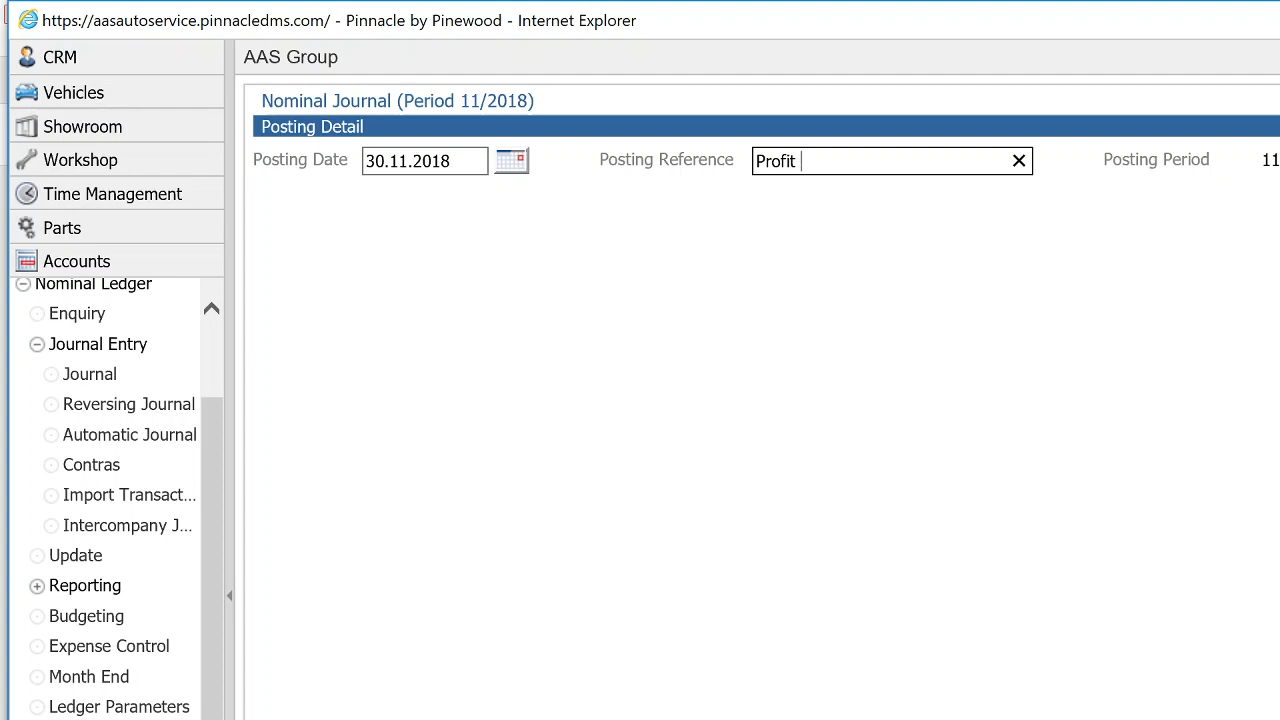 https://aasautoservice.pinnacledms.com/ - Pinnacle by Pinewood - Internet Explorer
CRM
Vehicles
Showroom
Workshop
Time Management
Parts
Accounts
Nominal Ledger
Enquiry
Journal Entry
Journal
Reversing Journal
Automatic Journal
Contras
Import Transact...
Intercompany J...
Update
Reporting
Budgeting
Expense Control
Month End
Ledger Parameters
AAS Group
Nominal Journal (Period 11/2018)
Posting Detail
Posting Date 30.11.2018 Posting Reference Profit Posting Period 11